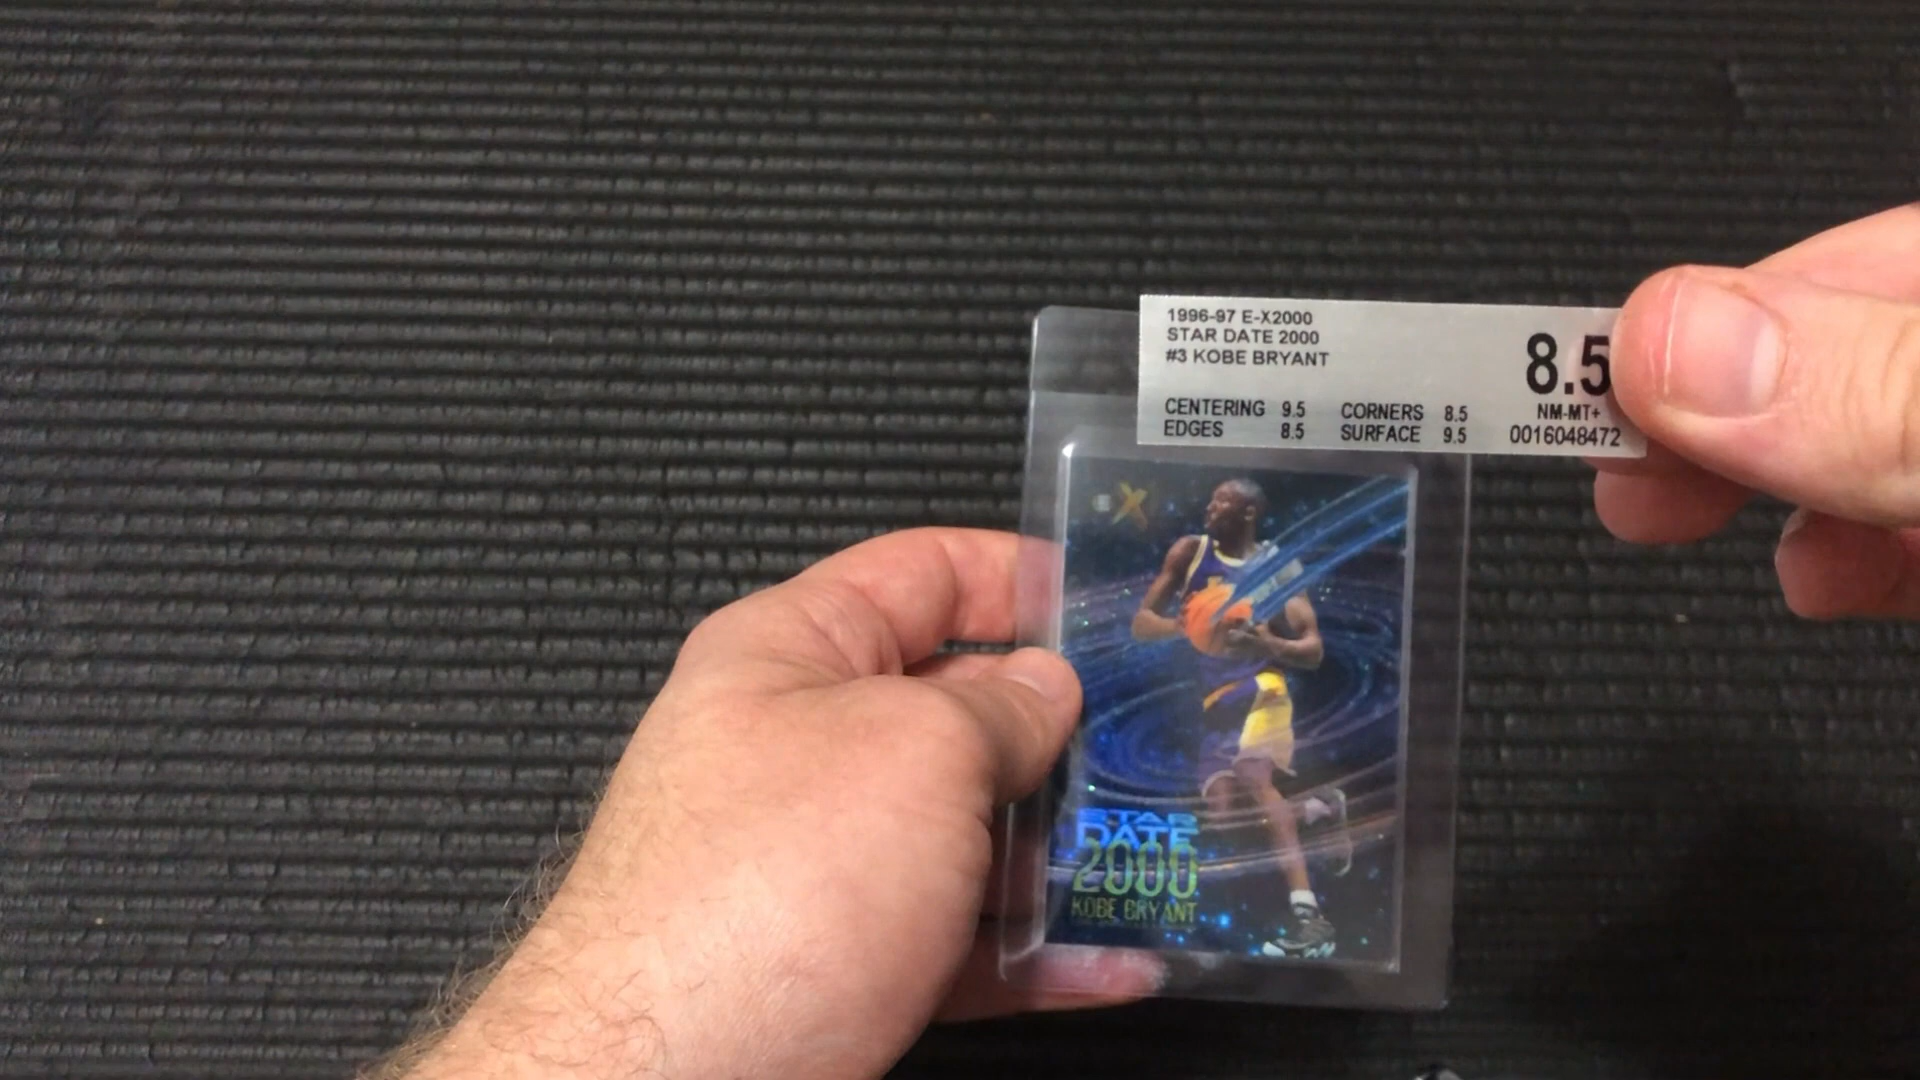 1996-97 E-X2000
STAR DATE 2000
#3 KOBE BRYANT
8.5
CENTERING 9.5 CORNERS 8.5 NM-MT+
EDGES 8.5 SURFACE 9.5 0016048472
X
STAR
DATE
2000
KOBE BRYANT